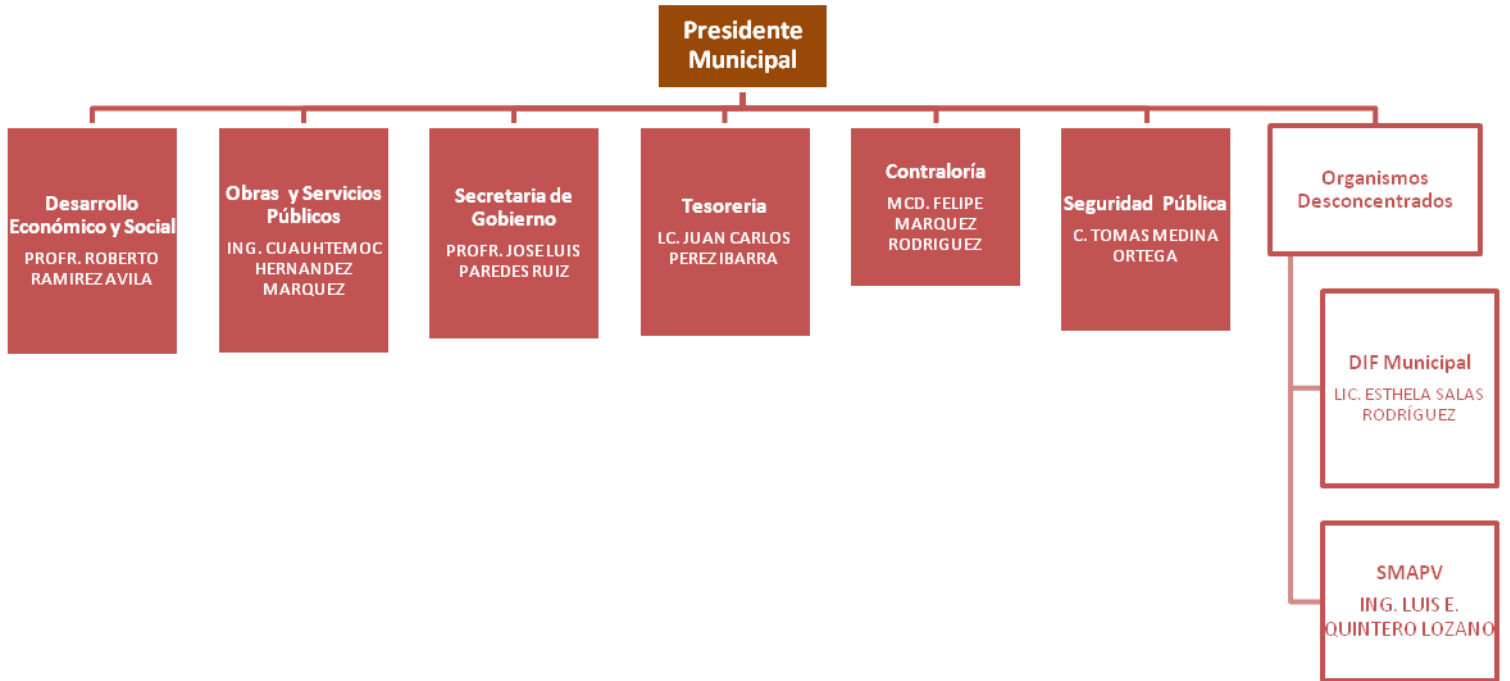 Presidente
Municipal
Desarrollo
Económico y Social
PROFR. ROBERTO
RAMIREZ AVILA
Obras y Servicios
Públicos
ING. CUAUHTEMOC
HERNANDEZ
MARQUEZ
Secretaria de
Gobierno
PROFR. JOSE LUIS
PAREDES RUIZ
Tesoreria
LC. JUAN CARLOS
PEREZ IBARRA
Contraloría
MCD. FELIPE
MARQUEZ
RODRIGUEZ
Seguridad Pública
C. TOMAS MEDINA
ORTEGA
Organismos
Desconcentrados
DIF Municipal
LIC. ESTHELA SALAS
RODRÍGUEZ
SMAPV
ING. LUIS E.
QUINTERO LOZANO